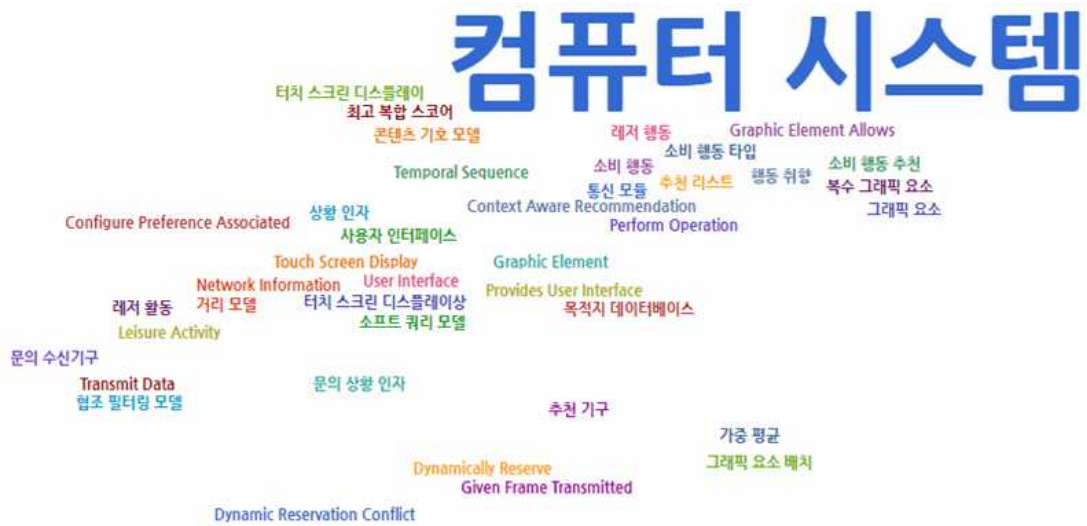 컴퓨터 시스템
터치 스크린 디스플레이
최고 복합 스코어
콘텐츠 기호 모델
레저 행동
Graphic Element Allows
소비 행동 타입
소비 행동
소비 행동 추천
Temporal Sequence
추천 리스트
행동 취향
통신 모듈
복수 그래픽 요소
Context Aware Recommendation
그래픽 요소
상황 인자
Configure Preference Associated
Perform Operation
사용자 인터페이스
Touch Screen Display
Graphic Element
Network Information
User Interface
Provides User Interface
레저 활동
거리 모델
터치 스크린 디스플레이상
목적지 데이터베이스
소프트 쿼리 모델
Leisure Activity
문의 수신기구
Transmit Data
문의 상황 인자
협조 필터링 모델
추천 기구
가중 평균
그래픽 요소 배치
Dynamically Reserve
Given Frame Transmitted
Dynamic Reservation Conflict